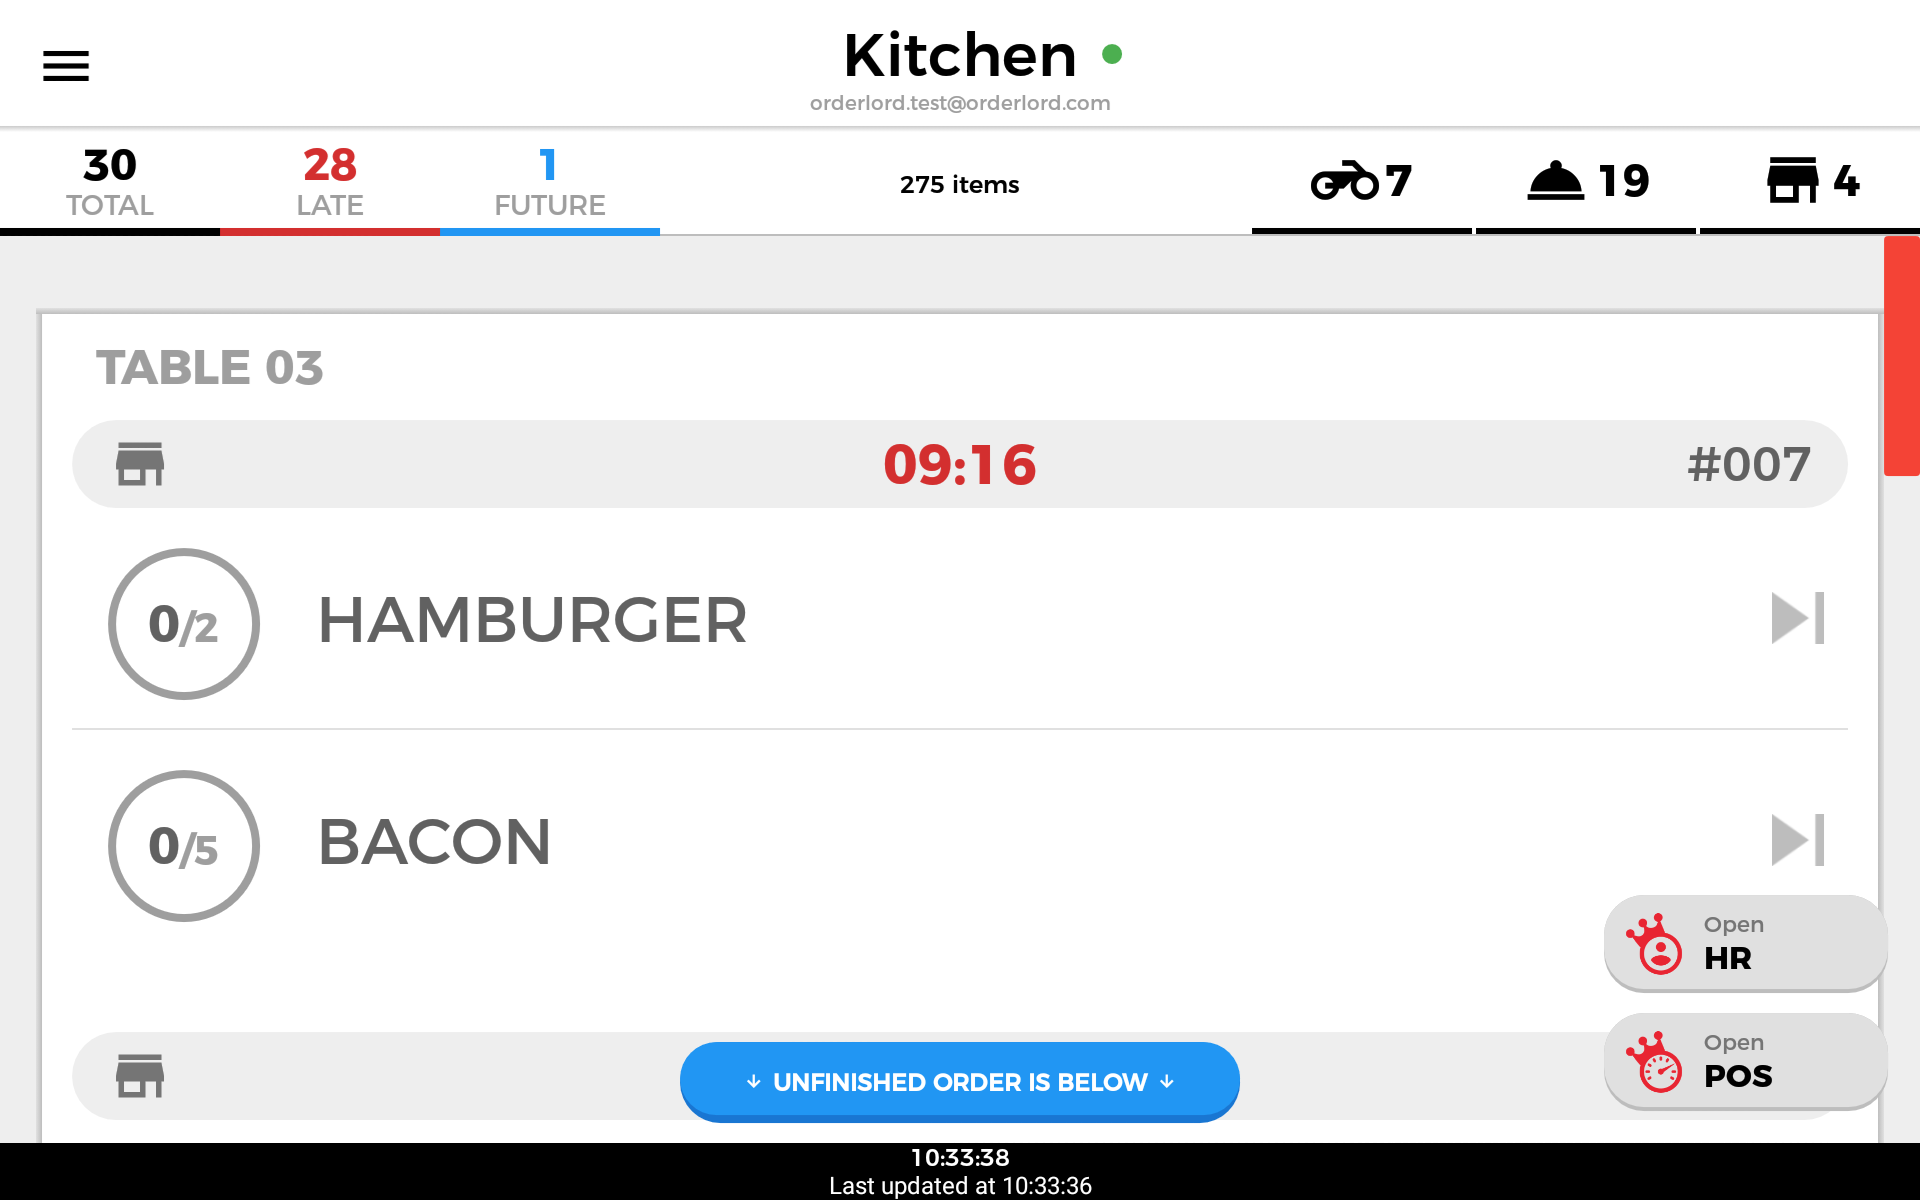 Kitchen
orderlord.test@orderlord.com
30
TOTAL
28
LATE
1
FUTURE
275 items
7
19
4
TABLE 03
09:16
#007
0/2
HAMBURGER
0/5
BACON
Open
HR
Open
POS
↓ UNFINISHED ORDER IS BELOW ↓
10:33:38
Last updated at 10:33:36